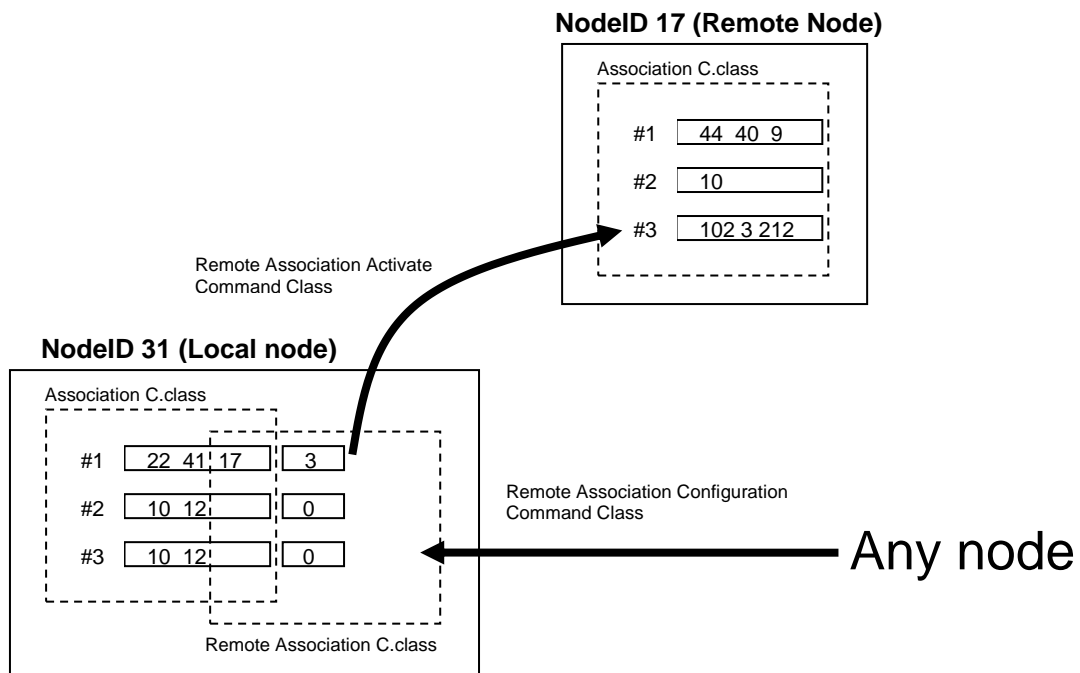 NodeID 17 (Remote Node)
Association C.class
#1 44 40 9
#2 10
#3 102 3 212
Remote Association Activate
Command Class
NodeID 31 (Local node)
Association C.class
#1 22 41 17 3
#2 10 12 0
#3 10 12 0
Remote Association C.class
Remote Association Configuration
Command Class
Any node